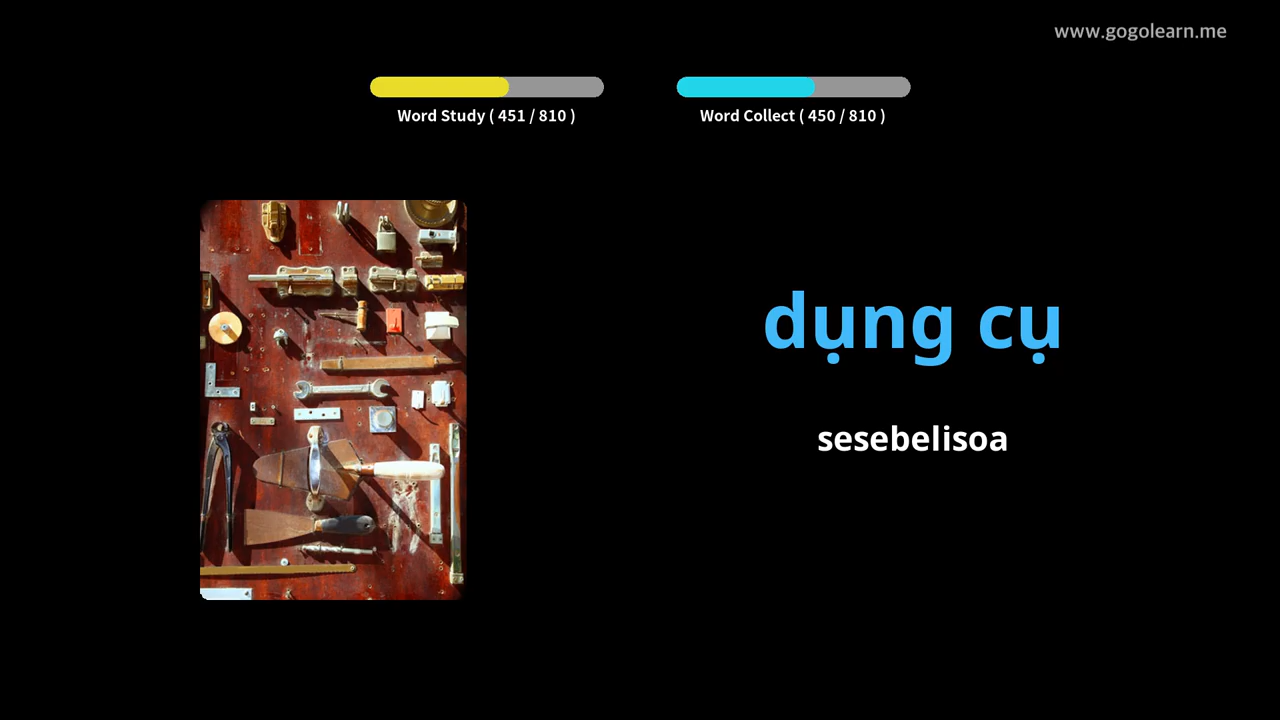 www.gogolearn.me
Word Study ( 451 / 810 )
Word Collect ( 450 / 810 )
dụng cụ
sesebelisoa